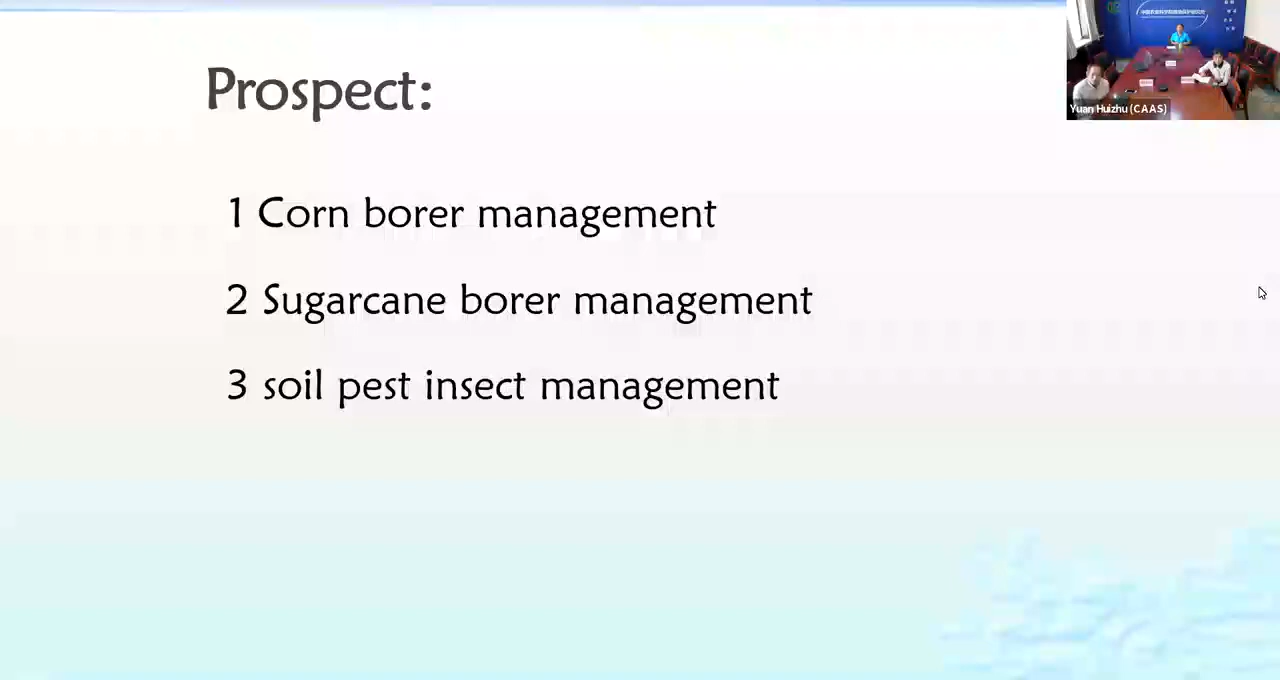 Prospect:
1 Corn borer management
2 Sugarcane borer management
3 soil pest insect management
Yuan Huizhu (CAAS)